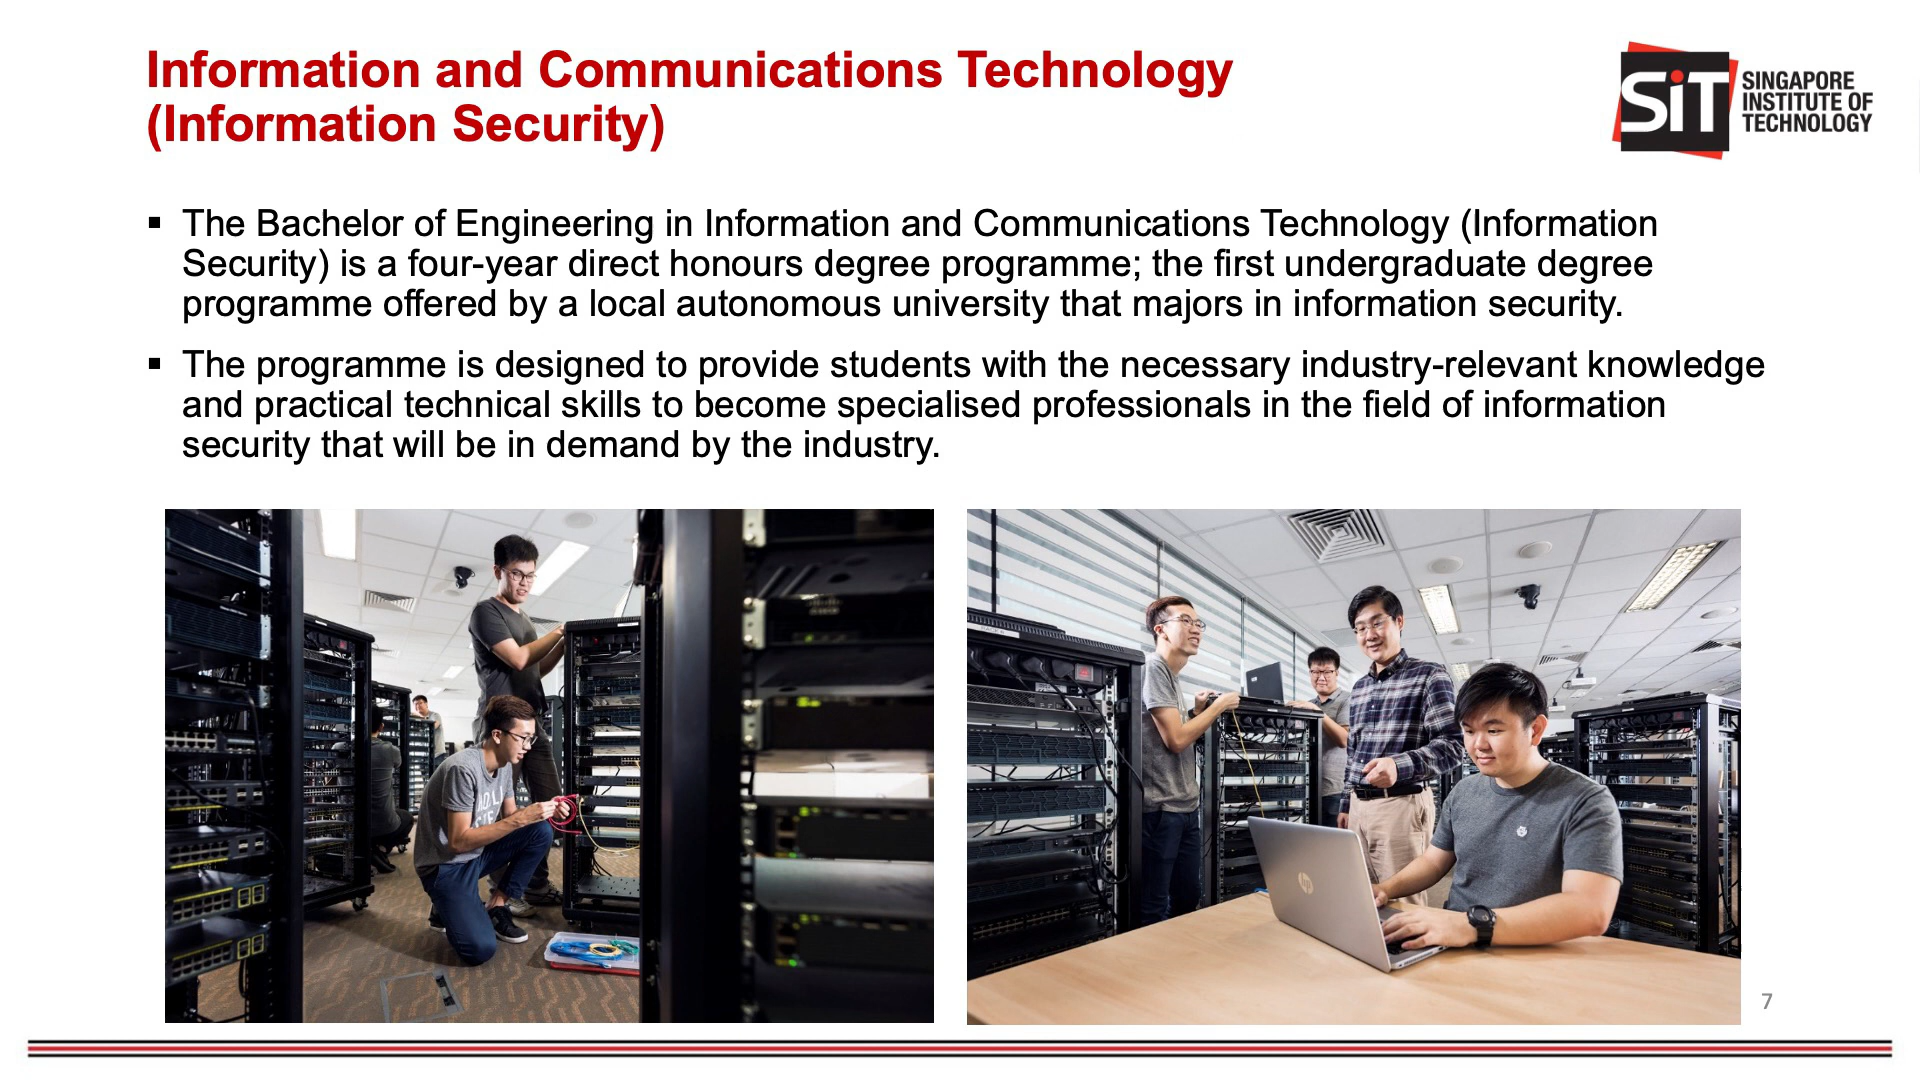 Information and Communications Technology
(Information Security)
SiT
SINGAPORE
INSTITUTE OF
TECHNOLOGY
▪ The Bachelor of Engineering in Information and Communications Technology (Information
Security) is a four-year direct honours degree programme; the first undergraduate degree
programme offered by a local autonomous university that majors in information security.
▪ The programme is designed to provide students with the necessary industry-relevant knowledge
and practical technical skills to become specialised professionals in the field of information
security that will be in demand by the industry.
hp
7